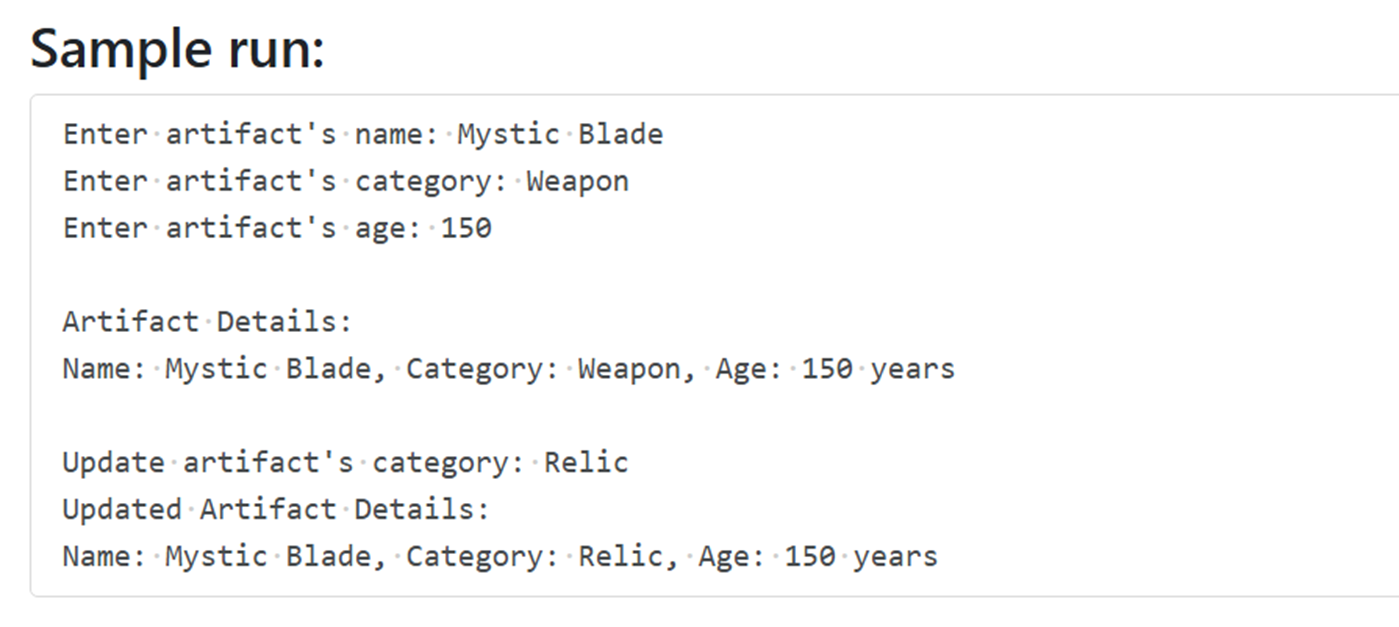 Sample run:
Enter artifact's name: Mystic Blade
Enter artifact's category: Weapon
Enter artifact's age: 150
Artifact Details:
Name: Mystic Blade, Category: Weapon, Age: 150 years
Update artifact's category: Relic
Updated Artifact Details:
Name: Mystic Blade, Category: Relic, Age: 150 years